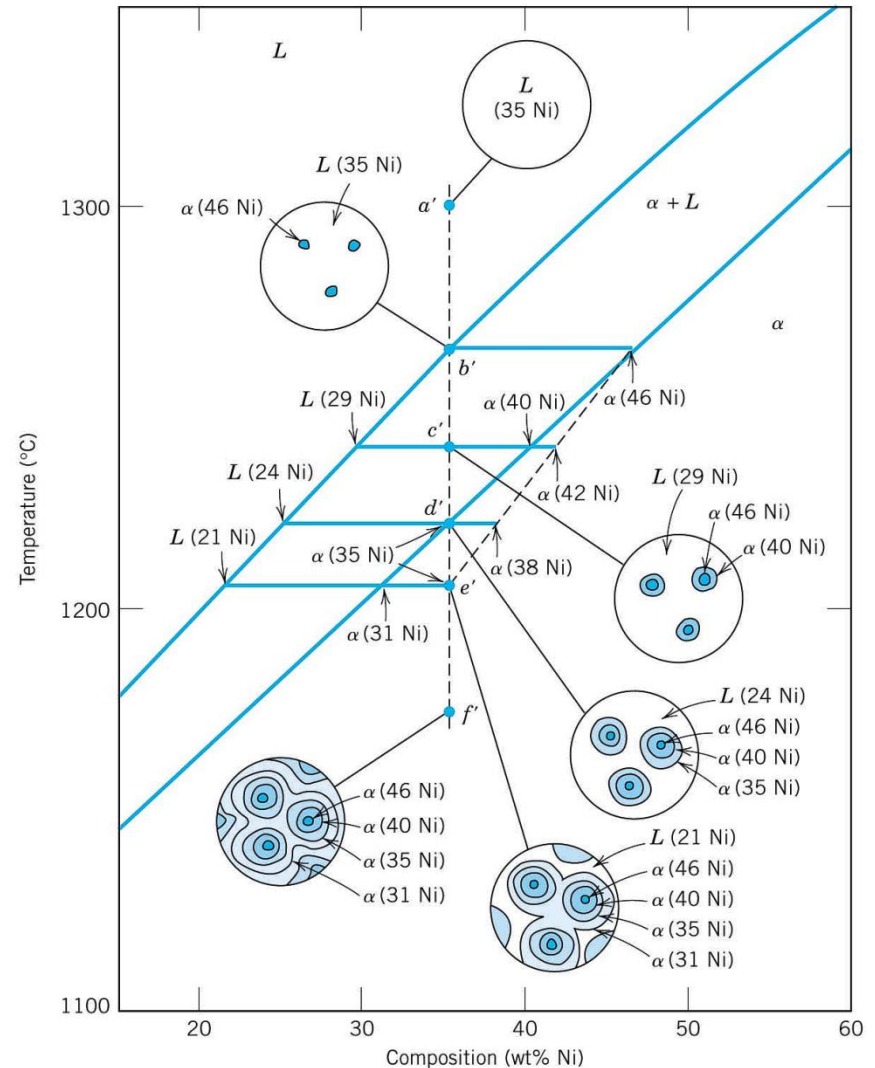 L
L
(35 Ni)
L (35 Ni)
α (46 Ni)
a′
α + L
1300
α
b′
α (46 Ni)
L (29 Ni)
α (40 Ni)
c′
α (42 Ni)
L (24 Ni)
L (29 Ni)
α (46 Ni)
α (40 Ni)
d′
L (21 Ni)
α (35 Ni)
α (38 Ni)
e′
Temperature (°C)
1200
α (31 Ni)
f′
L (24 Ni)
α (46 Ni)
α (40 Ni)
α (35 Ni)
α (46 Ni)
α (40 Ni)
α (35 Ni)
α (31 Ni)
L (21 Ni)
α (46 Ni)
α (40 Ni)
α (35 Ni)
α (31 Ni)
1100
20
30
40
50
60
Composition (wt% Ni)